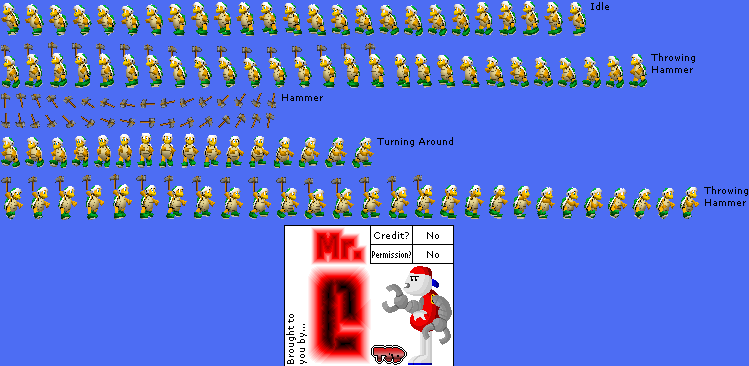 Idle
Throwing
Hammer
Hammer
Turning Around
Throwing
Hammer
Mr.
C
Credit? No
Permission? No
Brought to
you by...